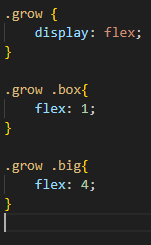 .grow {
    display: flex;
}

.grow .box{
    flex: 1;
}

.grow .big{
    flex: 4;
}